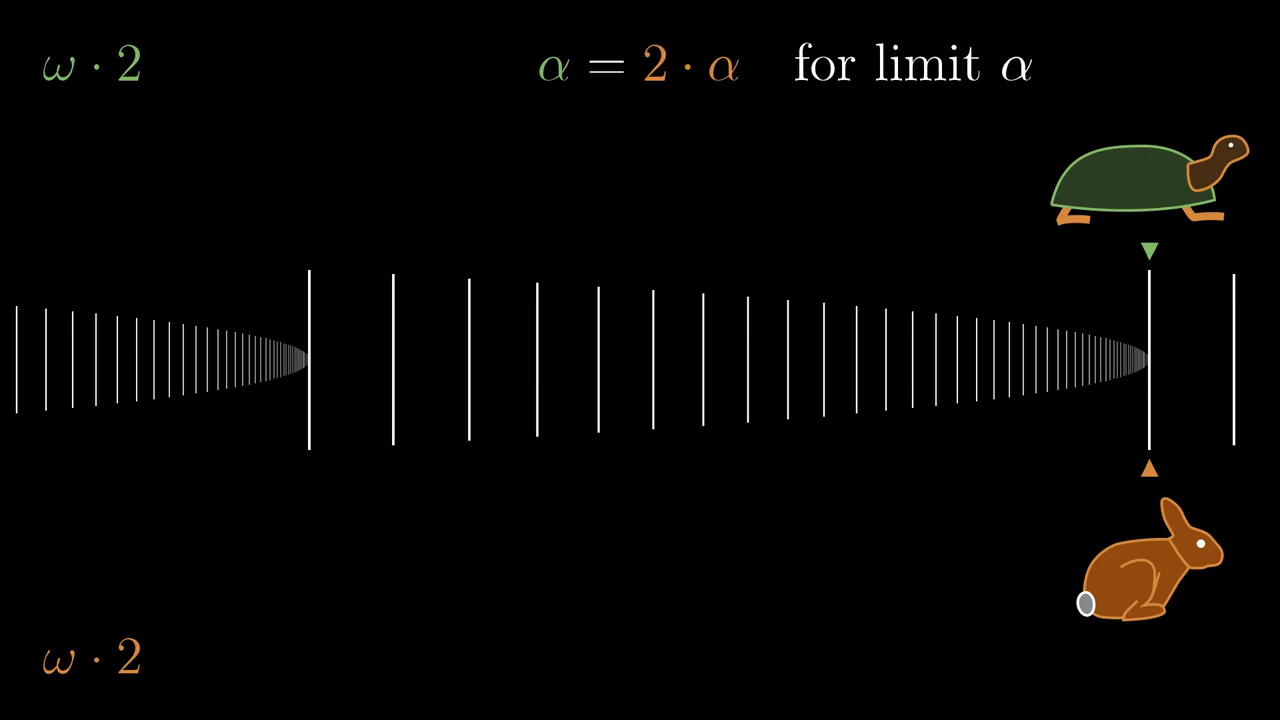 ω · 2
α = 2 · α for limit α
ω · 2